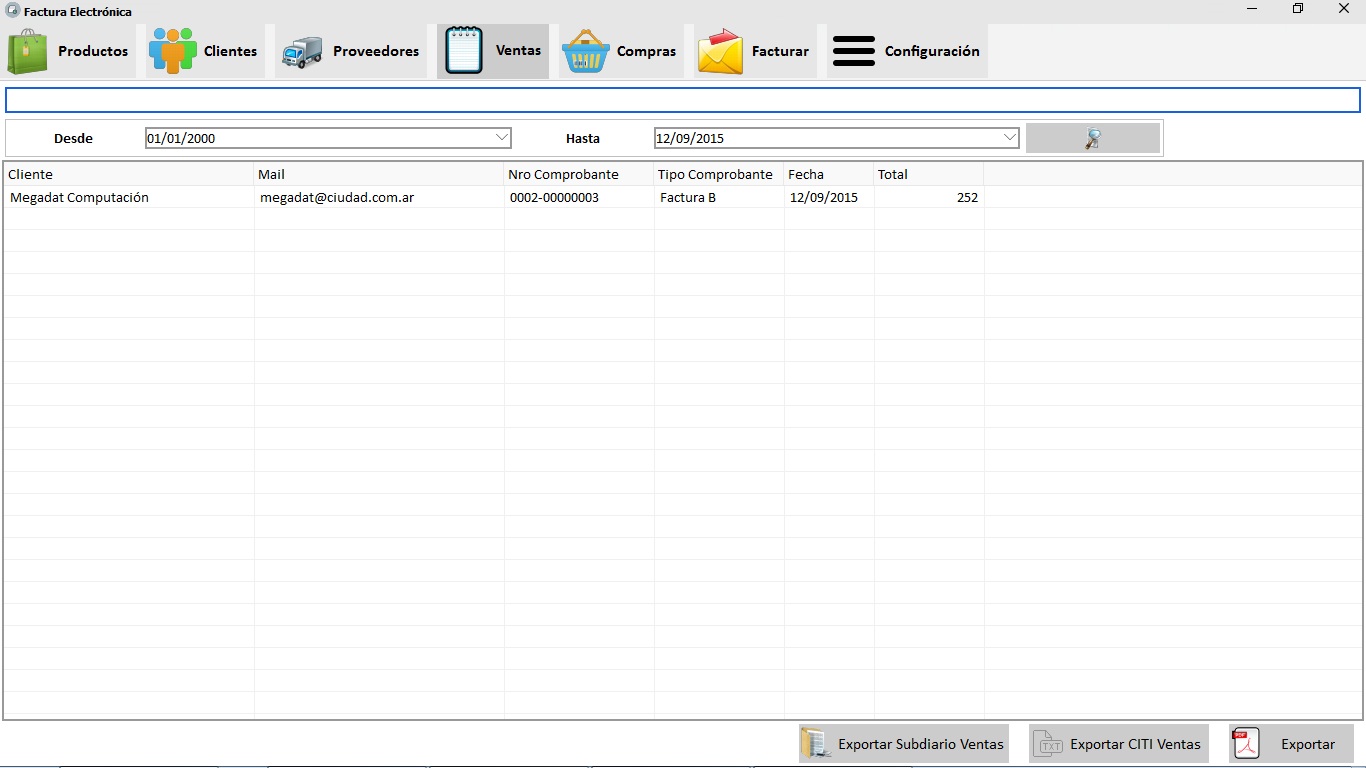 Factura Electrónica
Productos Clientes Proveedores Ventas Compras Facturar Configuración
Desde 01/01/2000 Hasta 12/09/2015
Cliente Mail Nro Comprobante Tipo Comprobante Fecha Total
Megadat Computación megadat@ciudad.com.ar 0002-00000003 Factura B 12/09/2015 252
Exportar Subdiario Ventas TXT Exportar CITI Ventas PDF Exportar